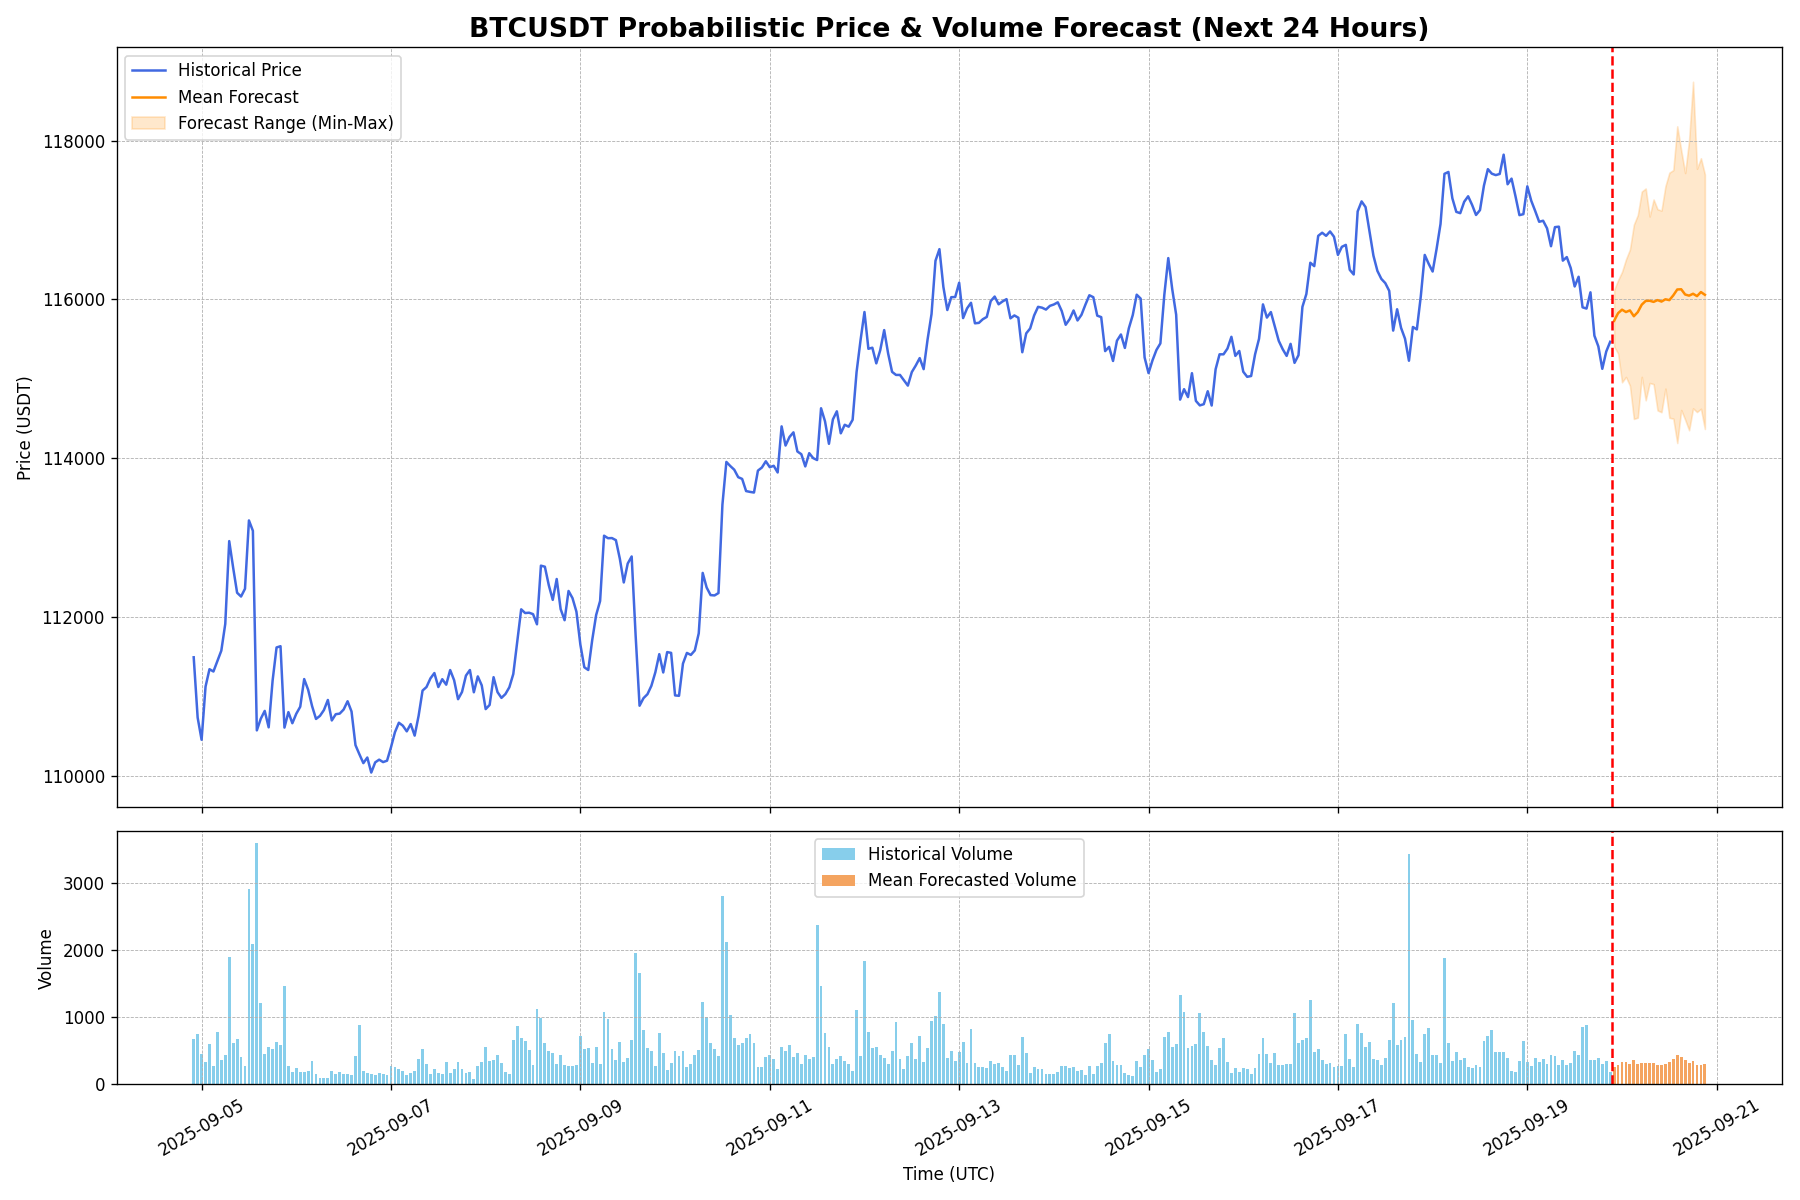 BTCUSDT Probabilistic Price & Volume Forecast (Next 24 Hours)
Historical Price
Mean Forecast
Forecast Range (Min-Max)
118000
116000
114000
112000
110000
Price (USDT)
Historical Volume
Mean Forecasted Volume
3000
2000
1000
0
Volume
2025-09-05
2025-09-07
2025-09-09
2025-09-11
2025-09-13
2025-09-15
2025-09-17
2025-09-19
2025-09-21
Time (UTC)